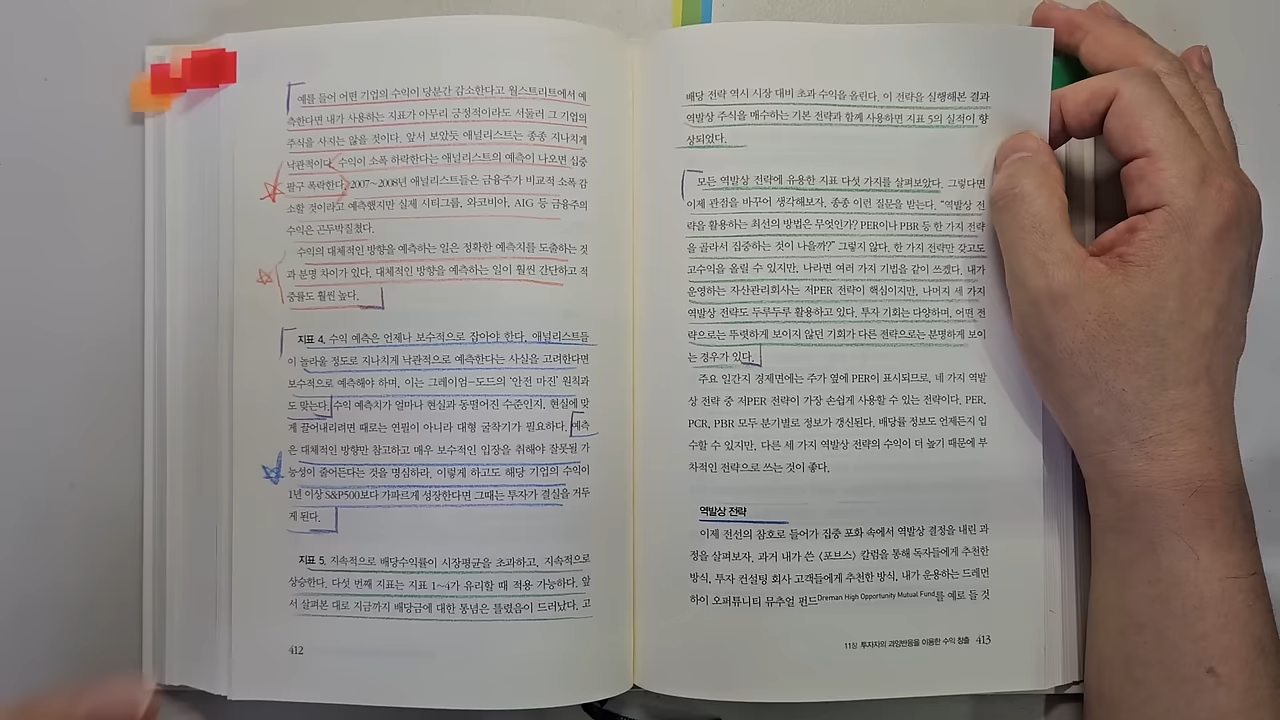 예를 들어 어떤 기업의 수익이 당분간 감소한다고 월스트리트에서 예
측한다면 내가 사용하는 지표가 아무리 긍정적이라도 서둘러 그 기업의
주식을 사지는 않을 것이다. 앞서 보았듯 애널리스트는 종종 지나치게
낙관적이다. 수익이 소폭 하락한다는 애널리스트의 예측이 나오면 십중
팔구 폭락한다. 2007~2008년 애널리스트들은 금융주가 비교적 소폭 감
소할 것이라고 예측했지만 실제 시티그룹, 와코비아, AIG 등 금융주의
수익은 곤두박질쳤다.
수익의 대체적인 방향을 예측하는 일은 정확한 예측치를 도출하는 것
과 분명 차이가 있다. 대체적인 방향을 예측하는 일이 훨씬 간단하고 적
중률도 훨씬 높다.
지표 4. 수익 예측은 언제나 보수적으로 잡아야 한다. 애널리스트들
이 놀라울 정도로 지나치게 낙관적으로 예측한다는 사실을 고려한다면
보수적으로 예측해야 하며, 이는 그레이엄-도드의 '안전 마진' 원칙과
도 맞는다. 수익 예측치가 얼마나 현실과 동떨어진 수준인지, 현실에 맞
게 끌어내리려면 때로는 연필이 아니라 대형 굴착기가 필요하다. 예측
은 대체적인 방향만 참고하고 매우 보수적인 입장을 취해야 잘못될 가
능성이 줄어든다는 것을 명심하라. 이렇게 하고도 해당 기업의 수익이
1년 이상 S&P500보다 가파르게 성장한다면 그때는 투자가 결실을 거두
게 된다.
지표 5. 지속적으로 배당수익률이 시장평균을 초과하고, 지속적으로
상승한다. 다섯 번째 지표는 지표 1~4가 유리할 때 적용 가능하다. 앞
서 살펴본 대로 지금까지 배당금에 대한 통념은 틀렸음이 드러났다. 고
412
배당 전략 역시 시장 대비 초과 수익을 올린다. 이 전략을 실행해본 결과
역발상 주식을 매수하는 기본 전략과 함께 사용하면 지표 5의 실적이 향
상되었다.
모든 역발상 전략에 유용한 지표 다섯 가지를 살펴보았다. 그렇다면
이제 관점을 바꾸어 생각해보자. 종종 이런 질문을 받는다. "역발상 전
략을 활용하는 최선의 방법은 무엇인가? PER이나 PBR 등 한 가지 전략
을 골라서 집중하는 것이 나을까?" 그렇지 않다. 한 가지 전략만 갖고도
고수익을 올릴 수 있지만, 나라면 여러 가지 기법을 같이 쓰겠다. 내가
운영하는 자산관리회사는 저PER 전략이 핵심이지만, 나머지 세 가지
역발상 전략도 두루두루 활용하고 있다. 투자 기회는 다양하며, 어떤 전
략으로는 뚜렷하게 보이지 않던 기회가 다른 전략으로는 분명하게 보이
는 경우가 있다.
주요 일간지 경제면에는 주가 옆에 PER이 표시되므로, 네 가지 역발
상 전략 중 저PER 전략이 가장 손쉽게 사용할 수 있는 전략이다. PER,
PCR, PBR 모두 분기별로 정보가 갱신된다. 배당률 정보도 언제든지 입
수할 수 있지만, 다른 세 가지 역발상 전략의 수익이 더 높기 때문에 부
차적인 전략으로 쓰는 것이 좋다.
역발상 전략
이제 전선의 참호로 들어가 집중 포화 속에서 역발상 결정을 내린 과
정을 살펴보자. 과거 내가 쓴 〈포브스〉 칼럼을 통해 독자들에게 추천한
방식, 투자 컨설팅 회사 고객들에게 추천한 방식, 내가 운용하는 드레먼
하이 오퍼튜니티 뮤추얼 펀드Dreman High Opportunity Mutual Fund를 예로 들 것
11장 투자자의 과잉반응을 이용한 수익 창출 413